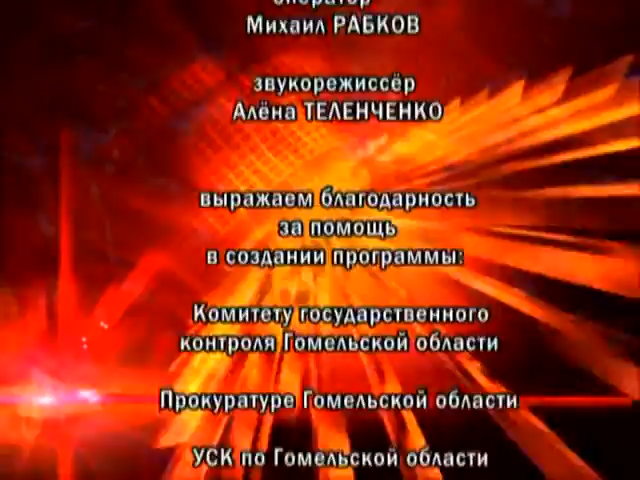 оператор
Михаил РАБКОВ
звукорежиссёр
Алёна ТЕЛЕНЧЕНКО
выражаем благодарность
за помощь
в создании программы:
Комитету государственного
контроля Гомельской области
Прокуратуре Гомельской области
УСК по Гомельской области